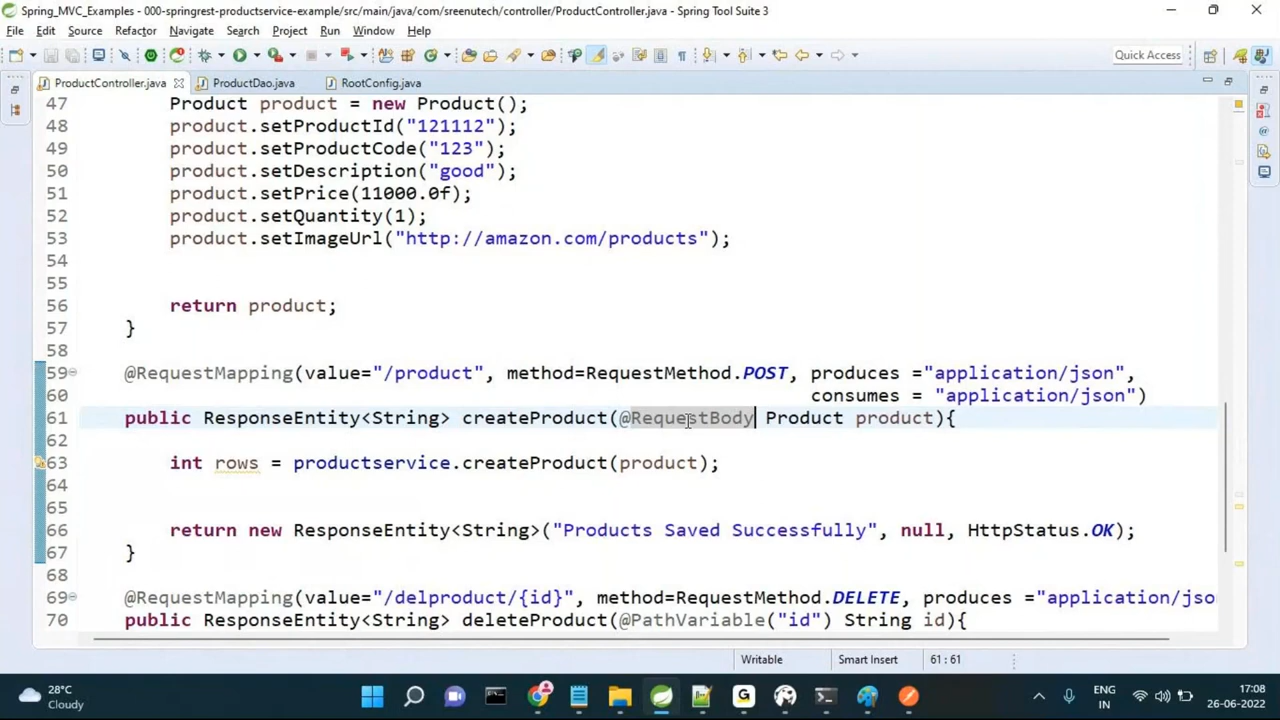 Spring_MVC_Examples - 000-springrest-productservice-example/src/main/java/com/sreenutech/controller/ProductController.java - Spring Tool Suite 3
File Edit Source Refactor Navigate Search Project Run Window Help
Quick Access
ProductController.java ProductDao.java RootConfig.java
47 Product product = new Product();
48 product.setProductId("121112");
49 product.setProductCode("123");
50 product.setDescription("good");
51 product.setPrice(11000.0f);
52 product.setQuantity(1);
53 product.setImageUrl("http://amazon.com/products");
54
55
56 return product;
57 }
58
59 @RequestMapping(value="/product", method=RequestMethod.POST, produces ="application/json",
60 consumes = "application/json")
61 public ResponseEntity<String> createProduct(@RequestBody Product product){
62
63 int rows = productservice.createProduct(product);
64
65
66 return new ResponseEntity<String>("Products Saved Successfully", null, HttpStatus.OK);
67 }
68
69 @RequestMapping(value="/delproduct/{id}", method=RequestMethod.DELETE, produces ="application/jso
70 public ResponseEntity<String> deleteProduct(@PathVariable("id") String id){
Writable Smart Insert 61 : 61
28°C
Cloudy
ENG
IN
17:08
26-06-2022